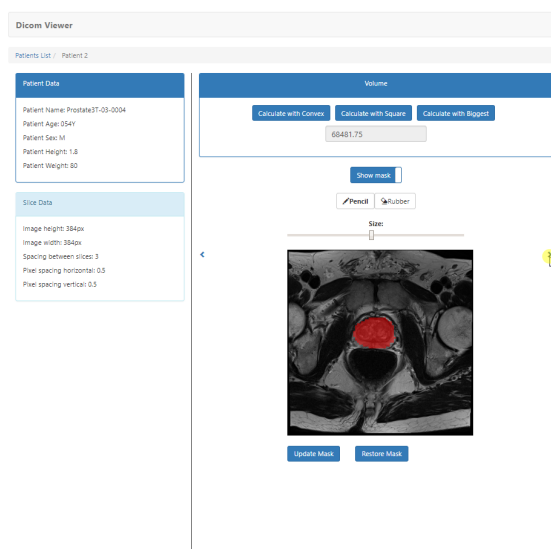 Dicom Viewer
Patients List / Patient 2
Patient Data
Patient Name: Prostate3T-03-0004
Patient Age: 054Y
Patient Sex: M
Patient Height: 1.8
Patient Weight: 80
Slice Data
Image height: 384px
Image width: 384px
Spacing between slices: 3
Pixel spacing horizontal: 0.5
Pixel spacing vertical: 0.5
Volume
Calculate with Convex Calculate with Square Calculate with Biggest
68481.75
Show mask
Pencil Rubber
Size:
Update Mask Restore Mask